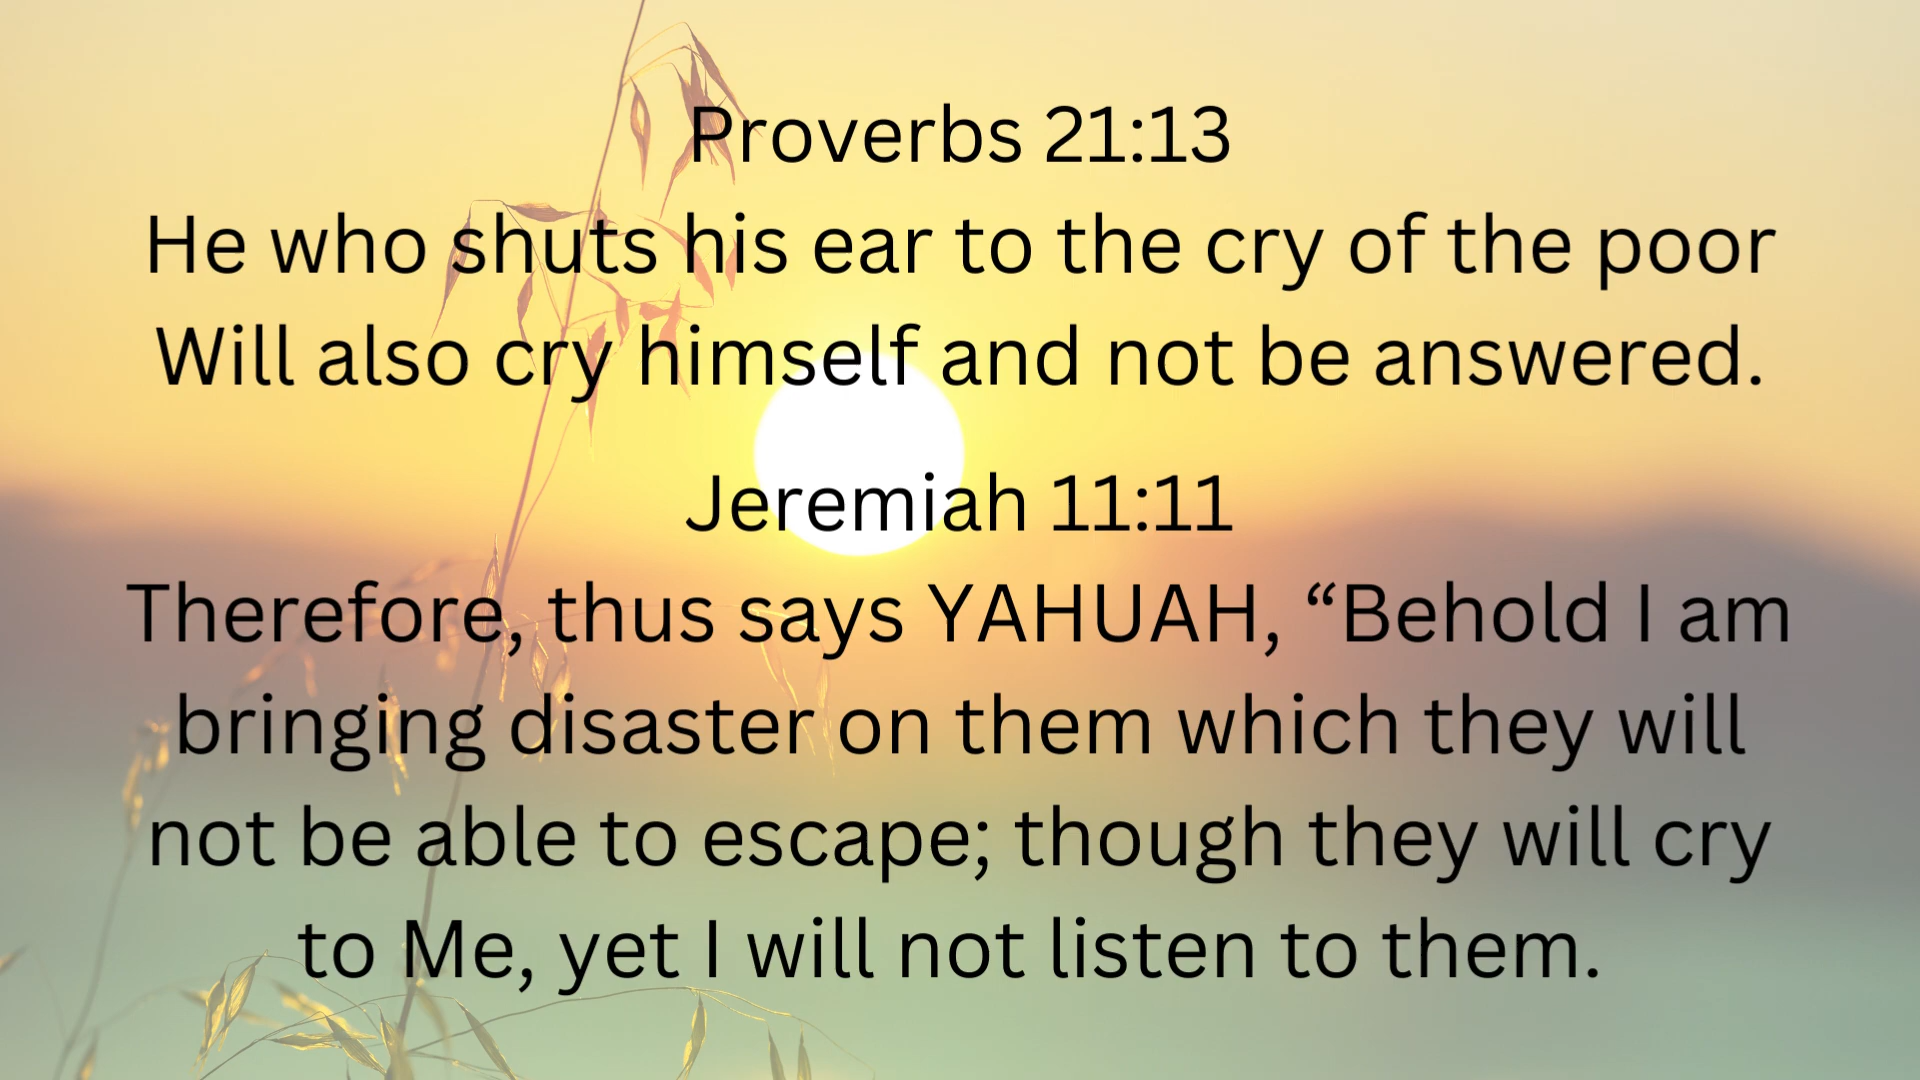 Proverbs 21:13
He who shuts his ear to the cry of the poor
Will also cry himself and not be answered.
Jeremiah 11:11
Therefore, thus says YAHUAH, “Behold I am
bringing disaster on them which they will
not be able to escape; though they will cry
to Me, yet I will not listen to them.